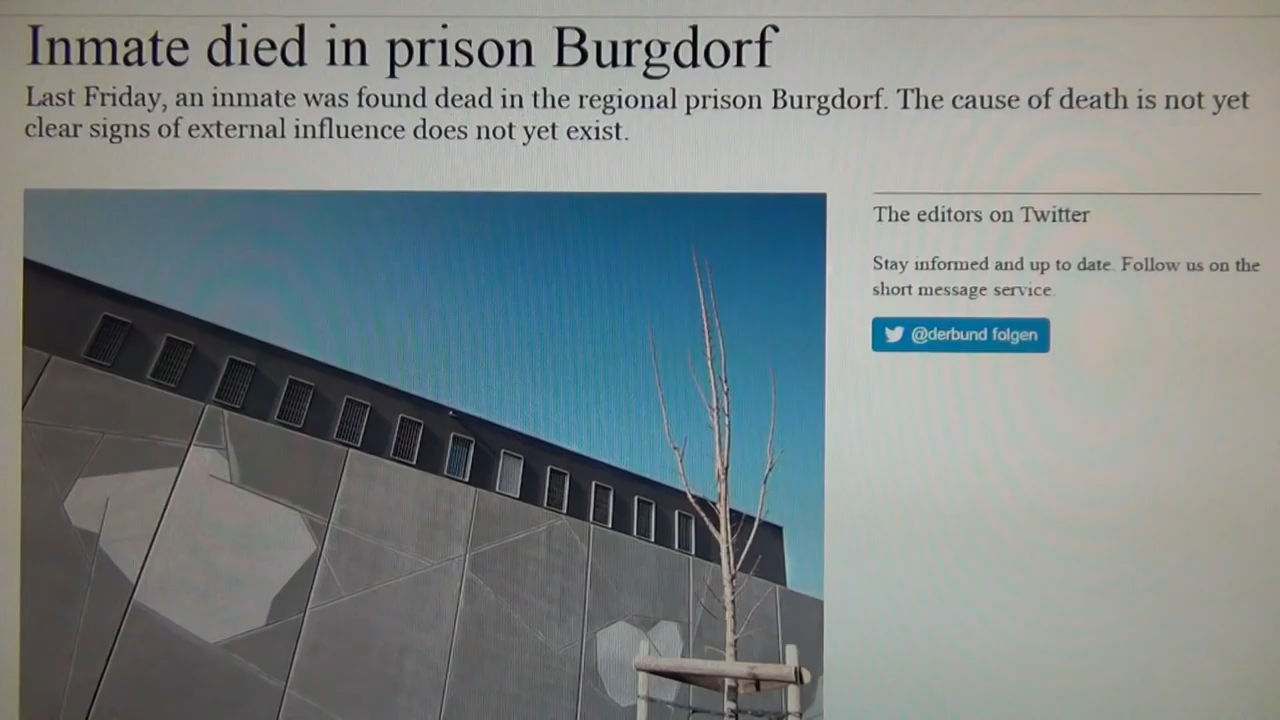 Inmate died in prison Burgdorf
Last Friday, an inmate was found dead in the regional prison Burgdorf. The cause of death is not yet
clear signs of external influence does not yet exist.
The editors on Twitter
Stay informed and up to date. Follow us on the
short message service.
@derbund folgen